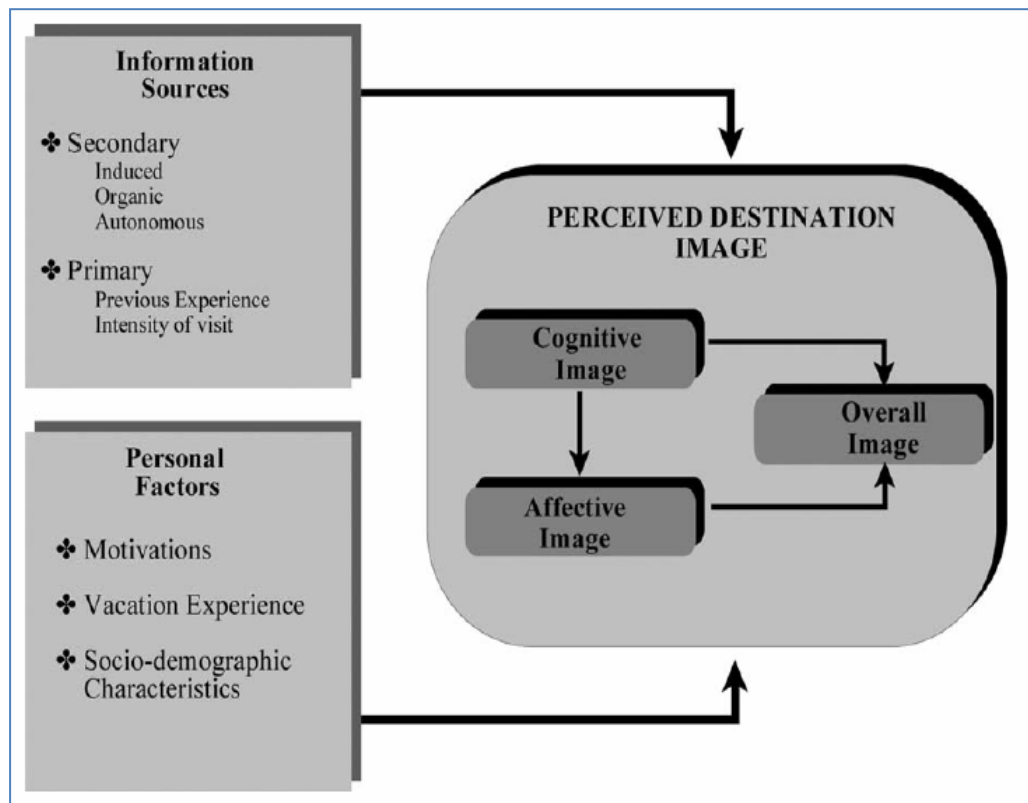 Information
Sources
✤ Secondary
Induced
Organic
Autonomous
✤ Primary
Previous Experience
Intensity of visit
Personal
Factors
✤ Motivations
✤ Vacation Experience
✤ Socio-demographic
Characteristics
PERCEIVED DESTINATION
IMAGE
Cognitive
Image
Affective
Image
Overall
Image